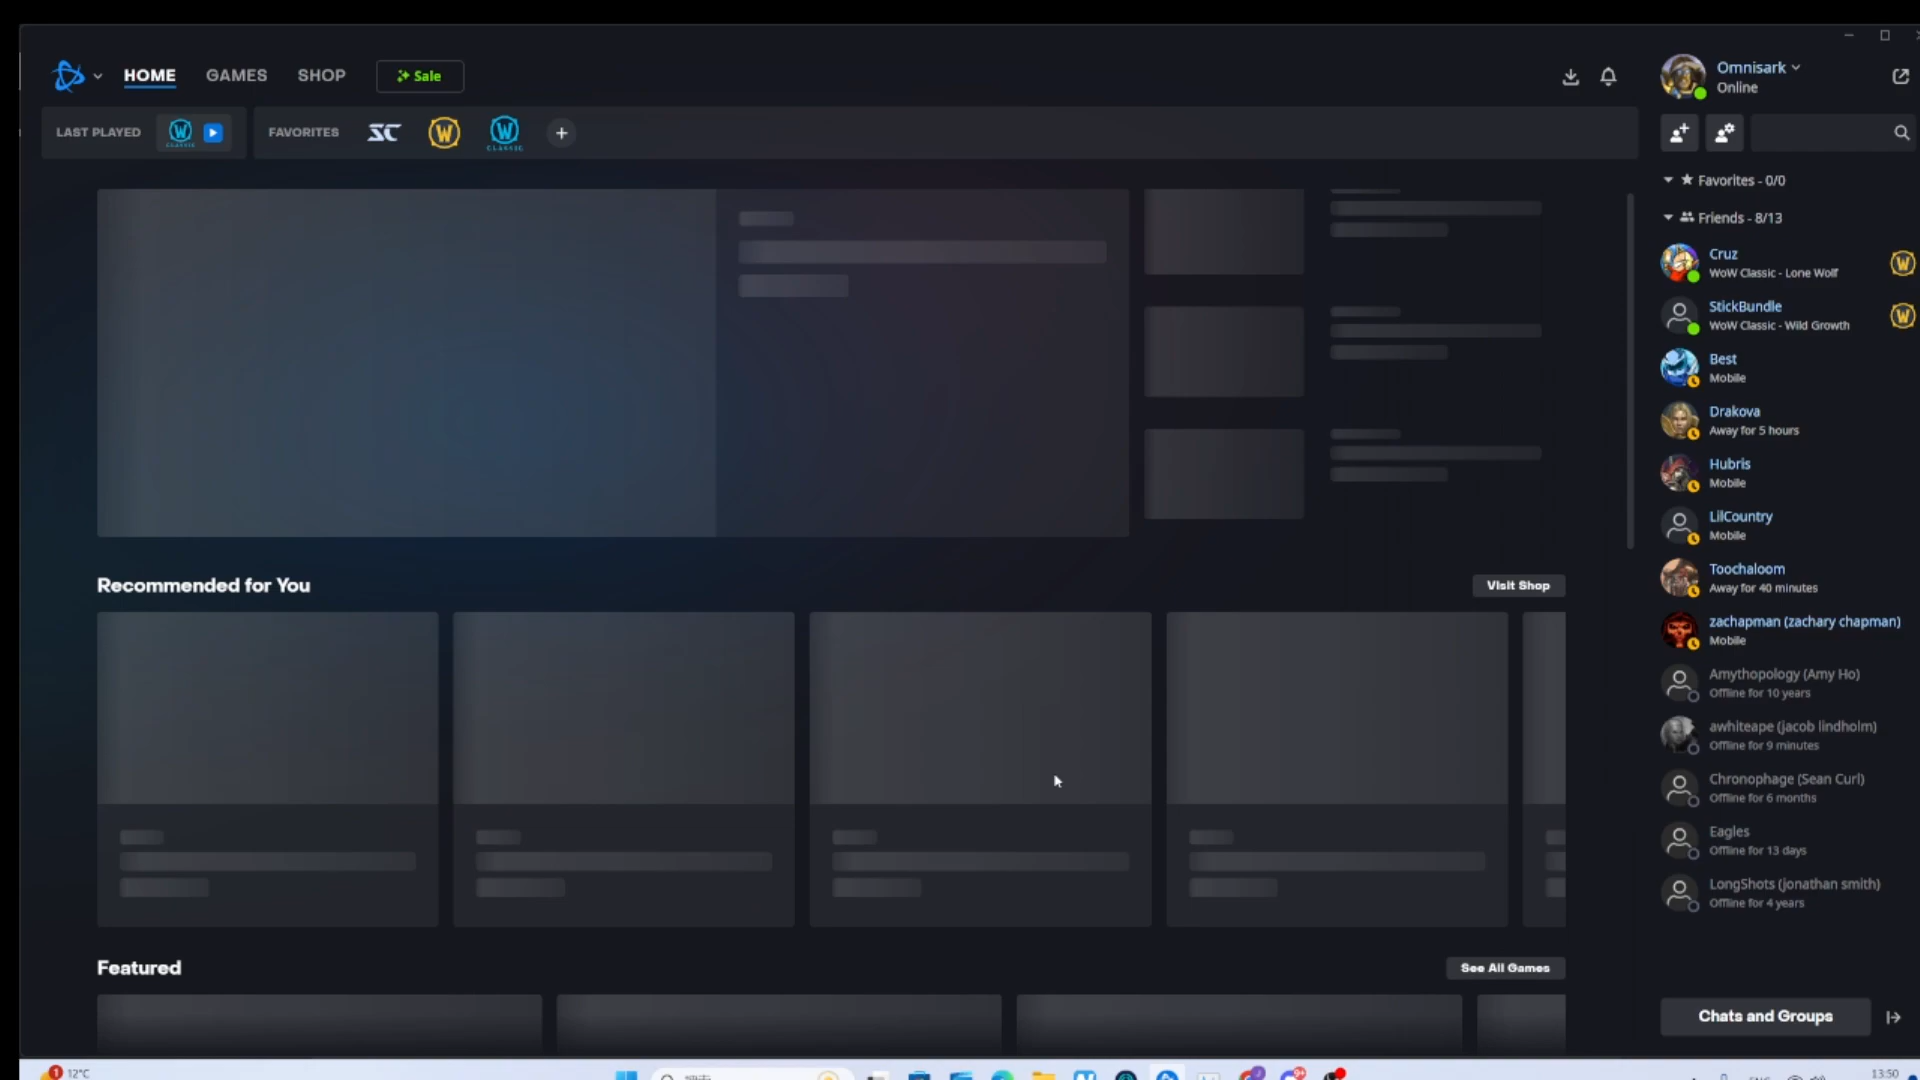 HOME
GAMES
SHOP
Sale
Omnisark
Online
LAST PLAYED
CLASSIC
FAVORITES
SC
W
W
CLASSIC
Favorites - 0/0
Friends - 8/13
Cruz
WoW Classic - Lone Wolf
StickBundle
WoW Classic - Wild Growth
Best
Mobile
Drakova
Away for 5 hours
Hubris
Mobile
LilCountry
Mobile
Toochaloom
Away for 40 minutes
zachapman (zachary chapman)
Mobile
Amythopology (Amy Ho)
Offline for 10 years
awhiteape (jacob lindholm)
Offline for 9 minutes
Chronophage (Sean Curl)
Offline for 6 months
Eagles
Offline for 13 days
LongShots (jonathan smith)
Offline for 4 years
Recommended for You
Visit Shop
Featured
See All Games
Chats and Groups
1
12°C
13:50